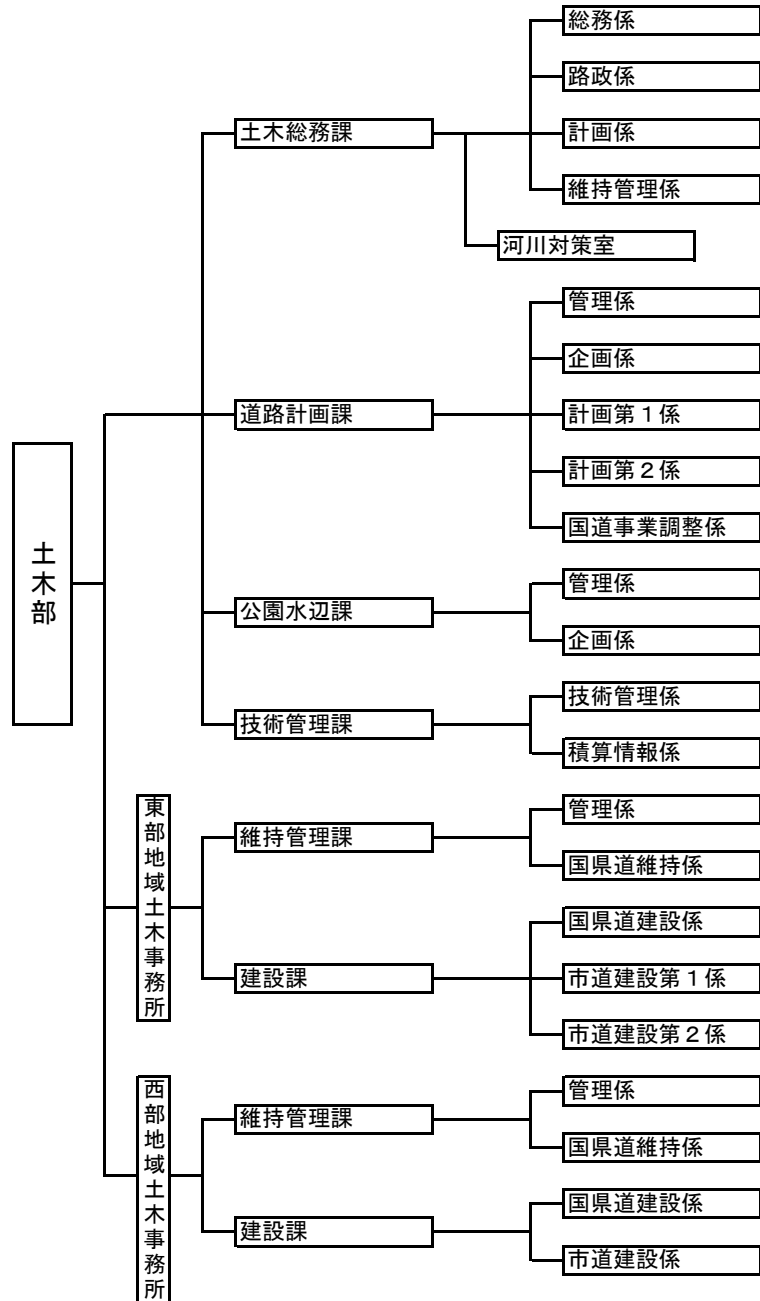 土木部
土木総務課
総務係
路政係
計画係
維持管理係
河川対策室
道路計画課
管理係
企画係
計画第１係
計画第２係
国道事業調整係
公園水辺課
管理係
企画係
技術管理課
技術管理係
積算情報係
東部地域土木事務所
維持管理課
管理係
国県道維持係
建設課
国県道建設係
市道建設第１係
市道建設第２係
西部地域土木事務所
維持管理課
管理係
国県道維持係
建設課
国県道建設係
市道建設係